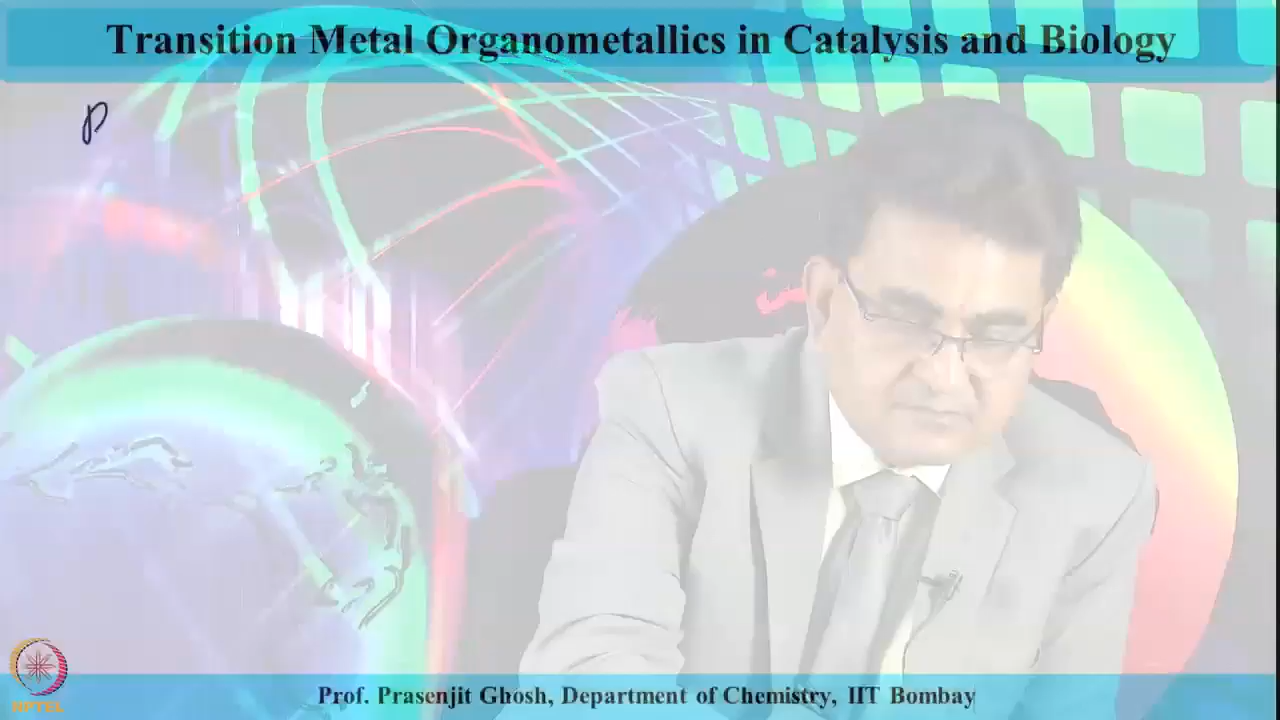 Transition Metal Organometallics in Catalysis and Biology
P
Prof. Prasenjit Ghosh, Department of Chemistry, IIT Bombay
NPTEL